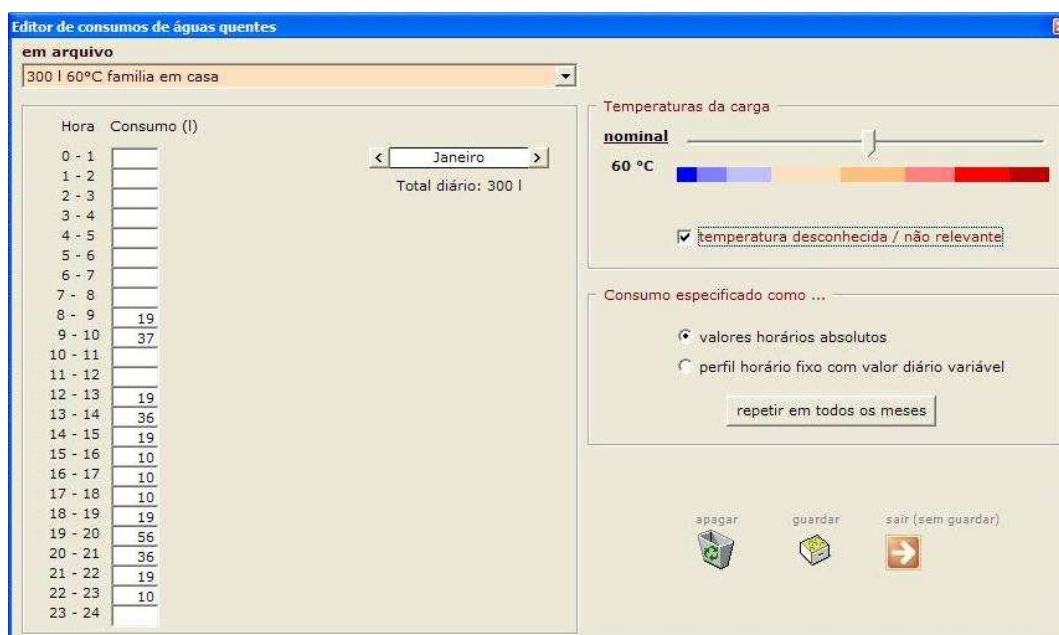 Editor de consumos de águas quentes
em arquivo
300 l 60°C familia em casa
Hora Consumo (l)
0 - 1
1 - 2
2 - 3
3 - 4
4 - 5
5 - 6
6 - 7
7 - 8
8 - 9 19
9 - 10 37
10 - 11
11 - 12
12 - 13 19
13 - 14 36
14 - 15 19
15 - 16 10
16 - 17 10
17 - 18 10
18 - 19 19
19 - 20 56
20 - 21 36
21 - 22 19
22 - 23 10
23 - 24
< Janeiro >
Total diário: 300 l
Temperaturas da carga
nominal
60 °C
temperatura desconhecida / não relevante
Consumo especificado como ...
valores horários absolutos
perfil horário fixo com valor diário variável
repetir em todos os meses
apagar guardar sair (sem guardar)